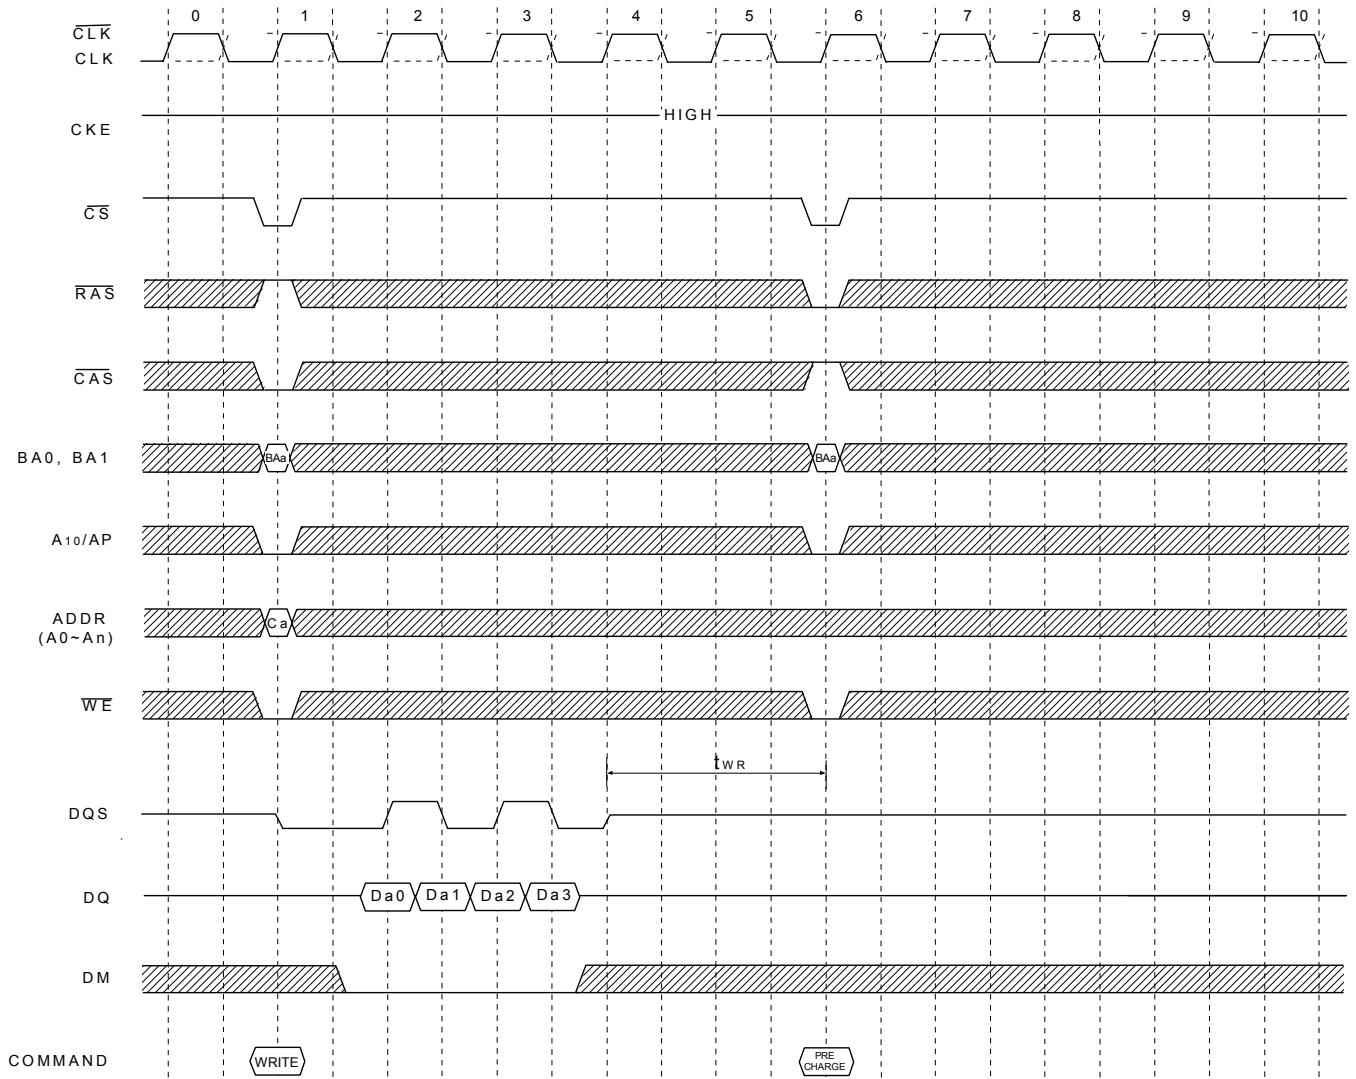 0 1 2 3 4 5 6 7 8 9 10
CLK
CLK
CKE
HIGH
CS
RAS
CAS
BA0, BA1
BAa
BAa
A10/AP
ADDR
(A0~An)
Ca
WE
tWR
DQS
DQ
Da0 Da1 Da2 Da3
DM
COMMAND
WRITE
PRE
CHARGE